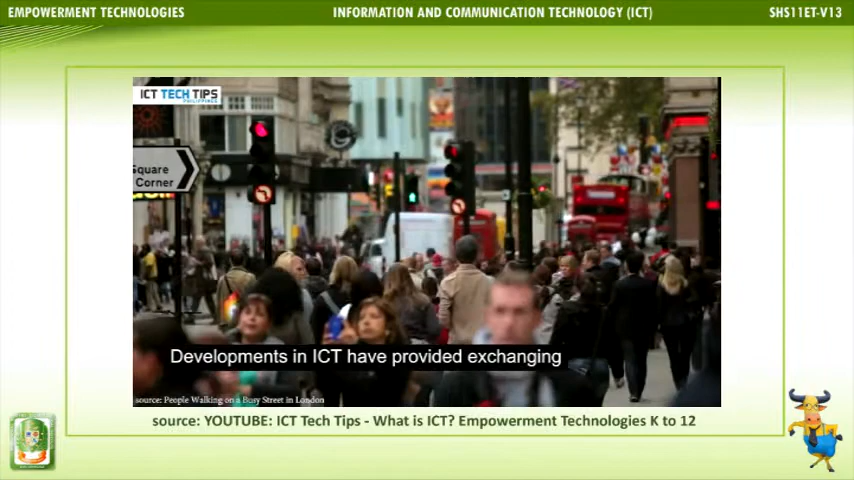 EMPOWERMENT TECHNOLOGIES
INFORMATION AND COMMUNICATION TECHNOLOGY (ICT)
SHS11ET-V13
ICT TECH TIPS
PHILIPPINES
Square
Corner
Developments in ICT have provided exchanging
source: People Walking on a Busy Street in London
source: YOUTUBE: ICT Tech Tips - What is ICT? Empowerment Technologies K to 12